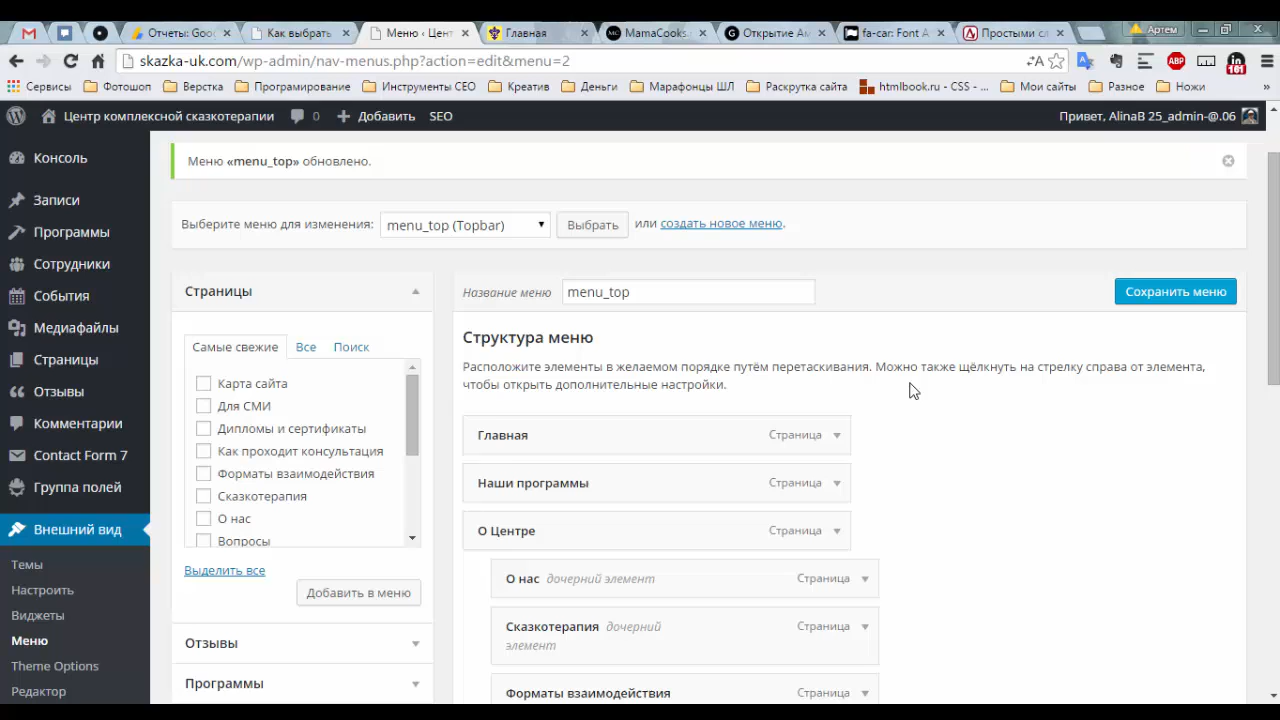 Отчеты: Goog
Как выбрать
Меню ‹ Цент
Главная
MamaCooks.
Открытие Ам
fa-car: Font A
Простыми сл
Артем
skazka-uk.com/wp-admin/nav-menus.php?action=edit&menu=2
Сервисы
Фотошоп
Верстка
Програмирование
Инструменты СЕО
Креатив
Деньги
Марафонцы ШЛ
Раскрутка сайта
htmlbook.ru - CSS - ...
Мои сайты
Разное
Ножи
»
ABP
101
Центр комплексной сказкотерапии
0
Добавить
SEO
Привет, AlinaB 25_admin-@.06
Консоль
Записи
Программы
Сотрудники
События
Медиафайлы
Страницы
Отзывы
Комментарии
Contact Form 7
Группа полей
Внешний вид
Темы
Настроить
Виджеты
Меню
Theme Options
Редактор
Меню «menu_top» обновлено.
Выберите меню для изменения: menu_top (Topbar) Выбрать или создать новое меню.
Страницы
Самые свежие Все Поиск
Карта сайта
Для СМИ
Дипломы и сертификаты
Как проходит консультация
Форматы взаимодействия
Сказкотерапия
О нас
Вопросы
Выделить все
Добавить в меню
Отзывы
Программы
Название меню menu_top Сохранить меню
Структура меню
Расположите элементы в желаемом порядке путём перетаскивания. Можно также щёлкнуть на стрелку справа от элемента,
чтобы открыть дополнительные настройки.
Главная Страница
Наши программы Страница
О Центре Страница
О нас дочерний элемент Страница
Сказкотерапия дочерний Страница
элемент
Форматы взаимодействия Страница